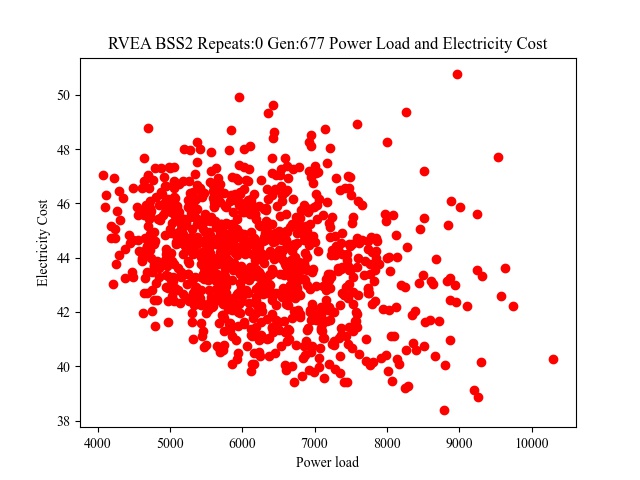 RVEA BSS2 Repeats:0 Gen:677 Power Load and Electricity Cost
50
48
46
44
42
40
38
Electricity Cost
4000 5000 6000 7000 8000 9000 10000
Power load